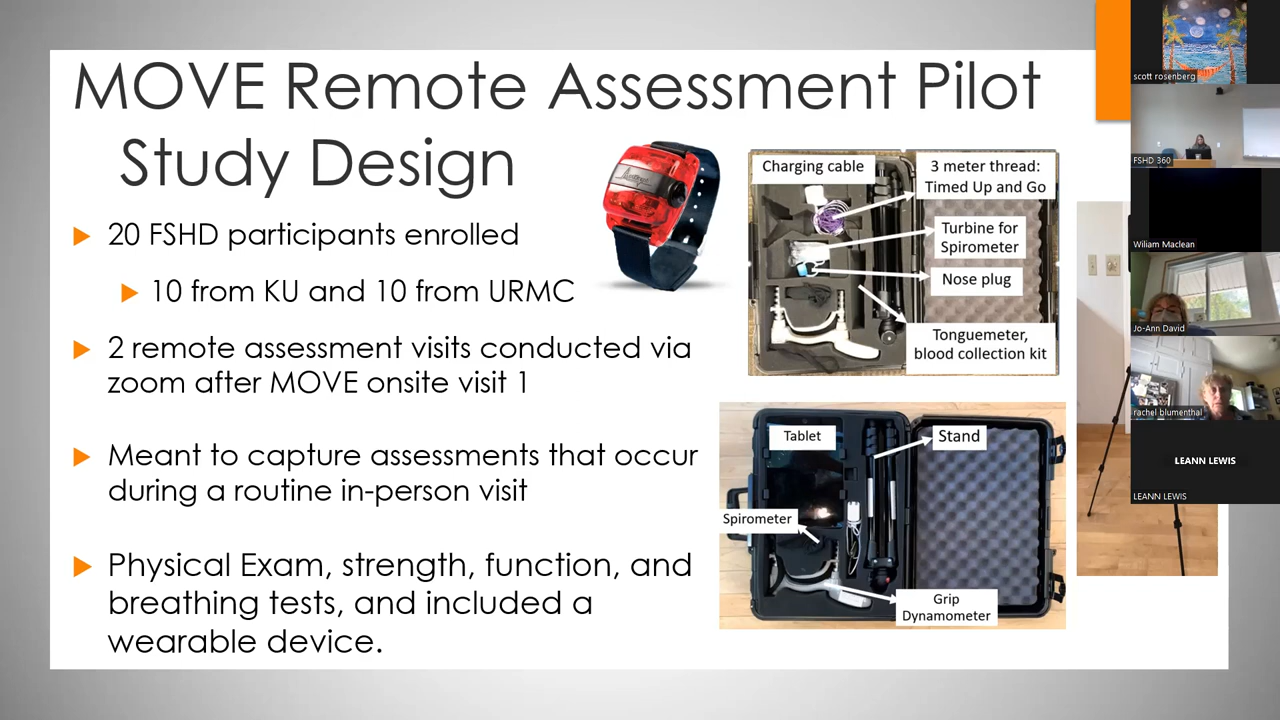 MOVE Remote Assessment Pilot
Study Design
20 FSHD participants enrolled
10 from KU and 10 from URMC
2 remote assessment visits conducted via
zoom after MOVE onsite visit 1
Meant to capture assessments that occur
during a routine in-person visit
Physical Exam, strength, function, and
breathing tests, and included a
wearable device.
Charging cable
3 meter thread:
Timed Up and Go
Turbine for
Spirometer
Nose plug
Tonguemeter,
blood collection kit
Tablet
Stand
Spirometer
Grip
Dynamometer
scott rosenberg
FSHD 360
Wiliam Maclean
Jo-Ann David
rachel blumenthal
LEANN LEWIS
LEANN LEWIS